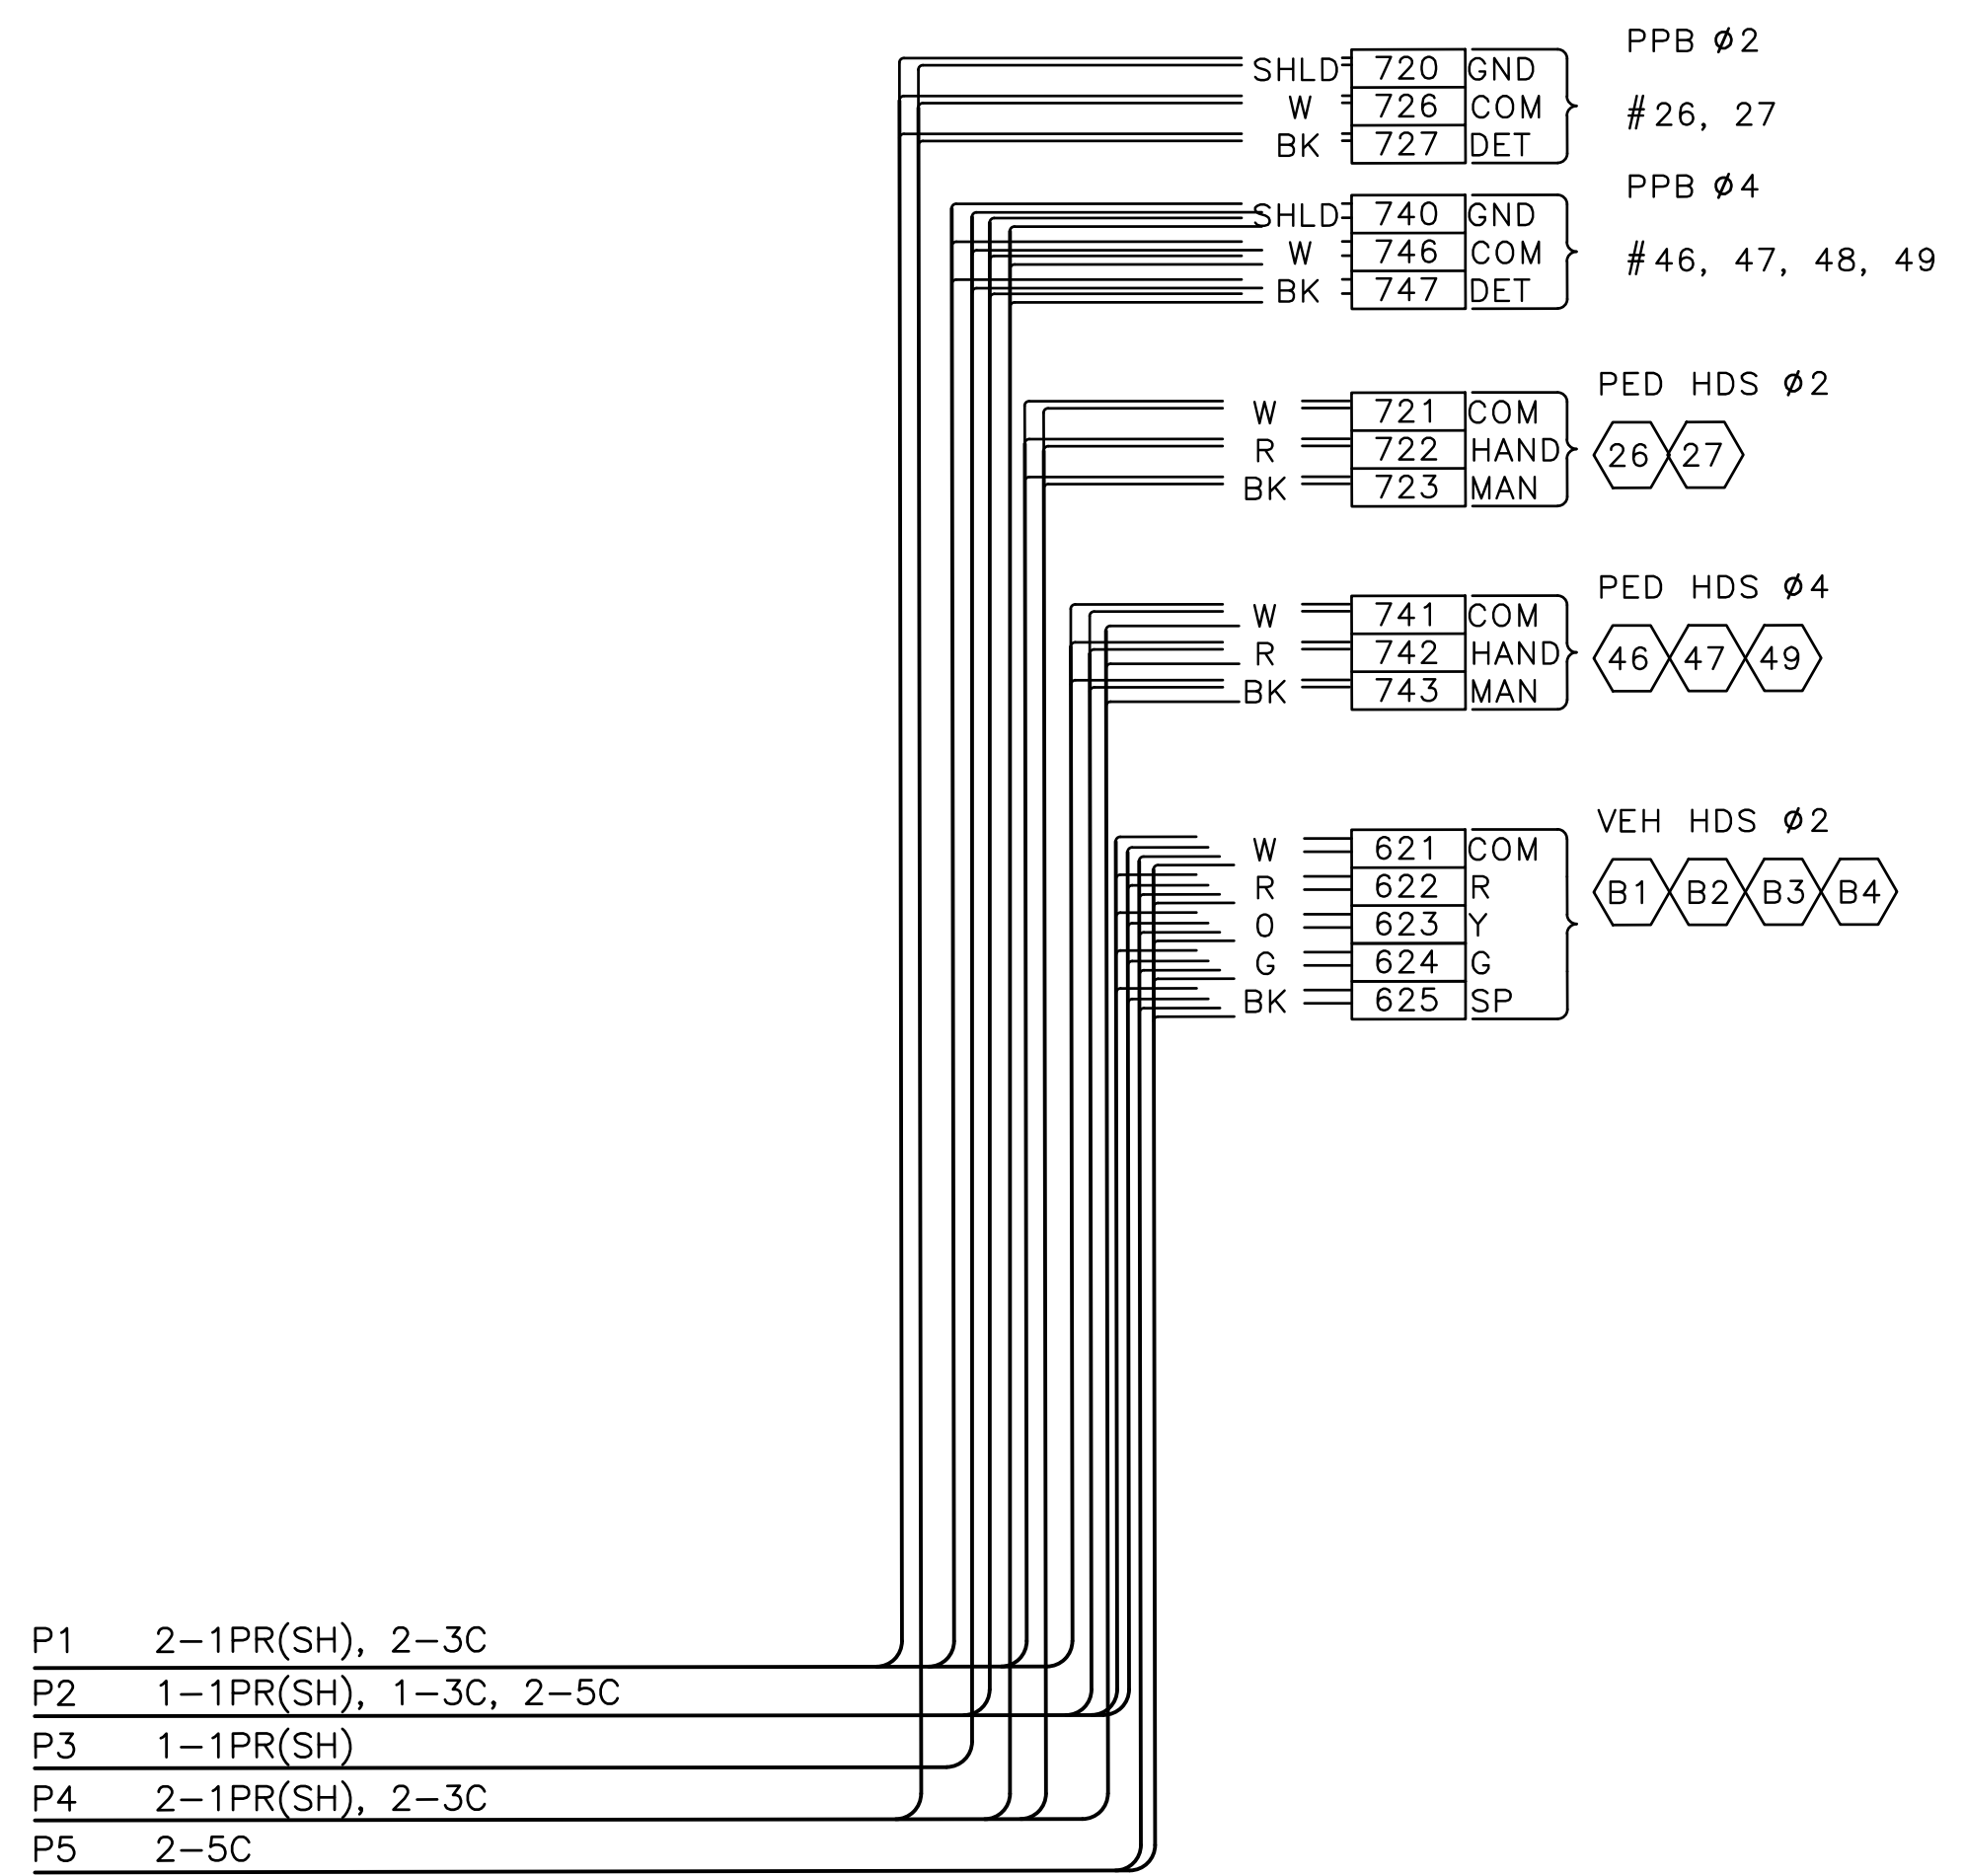 PPB ø2
SHLD 720 GND
W 726 COM #26, 27
BK 727 DET
PPB ø4
SHLD 740 GND
W 746 COM #46, 47, 48, 49
BK 747 DET
PED HDS ø2
W 721 COM
R 722 HAND 26 27
BK 723 MAN
PED HDS ø4
W 741 COM
R 742 HAND 46 47 49
BK 743 MAN
VEH HDS ø2
W 621 COM
R 622 R B1 B2 B3 B4
O 623 Y
G 624 G
BK 625 SP
P1 2-1PR(SH), 2-3C
P2 1-1PR(SH), 1-3C, 2-5C
P3 1-1PR(SH)
P4 2-1PR(SH), 2-3C
P5 2-5C